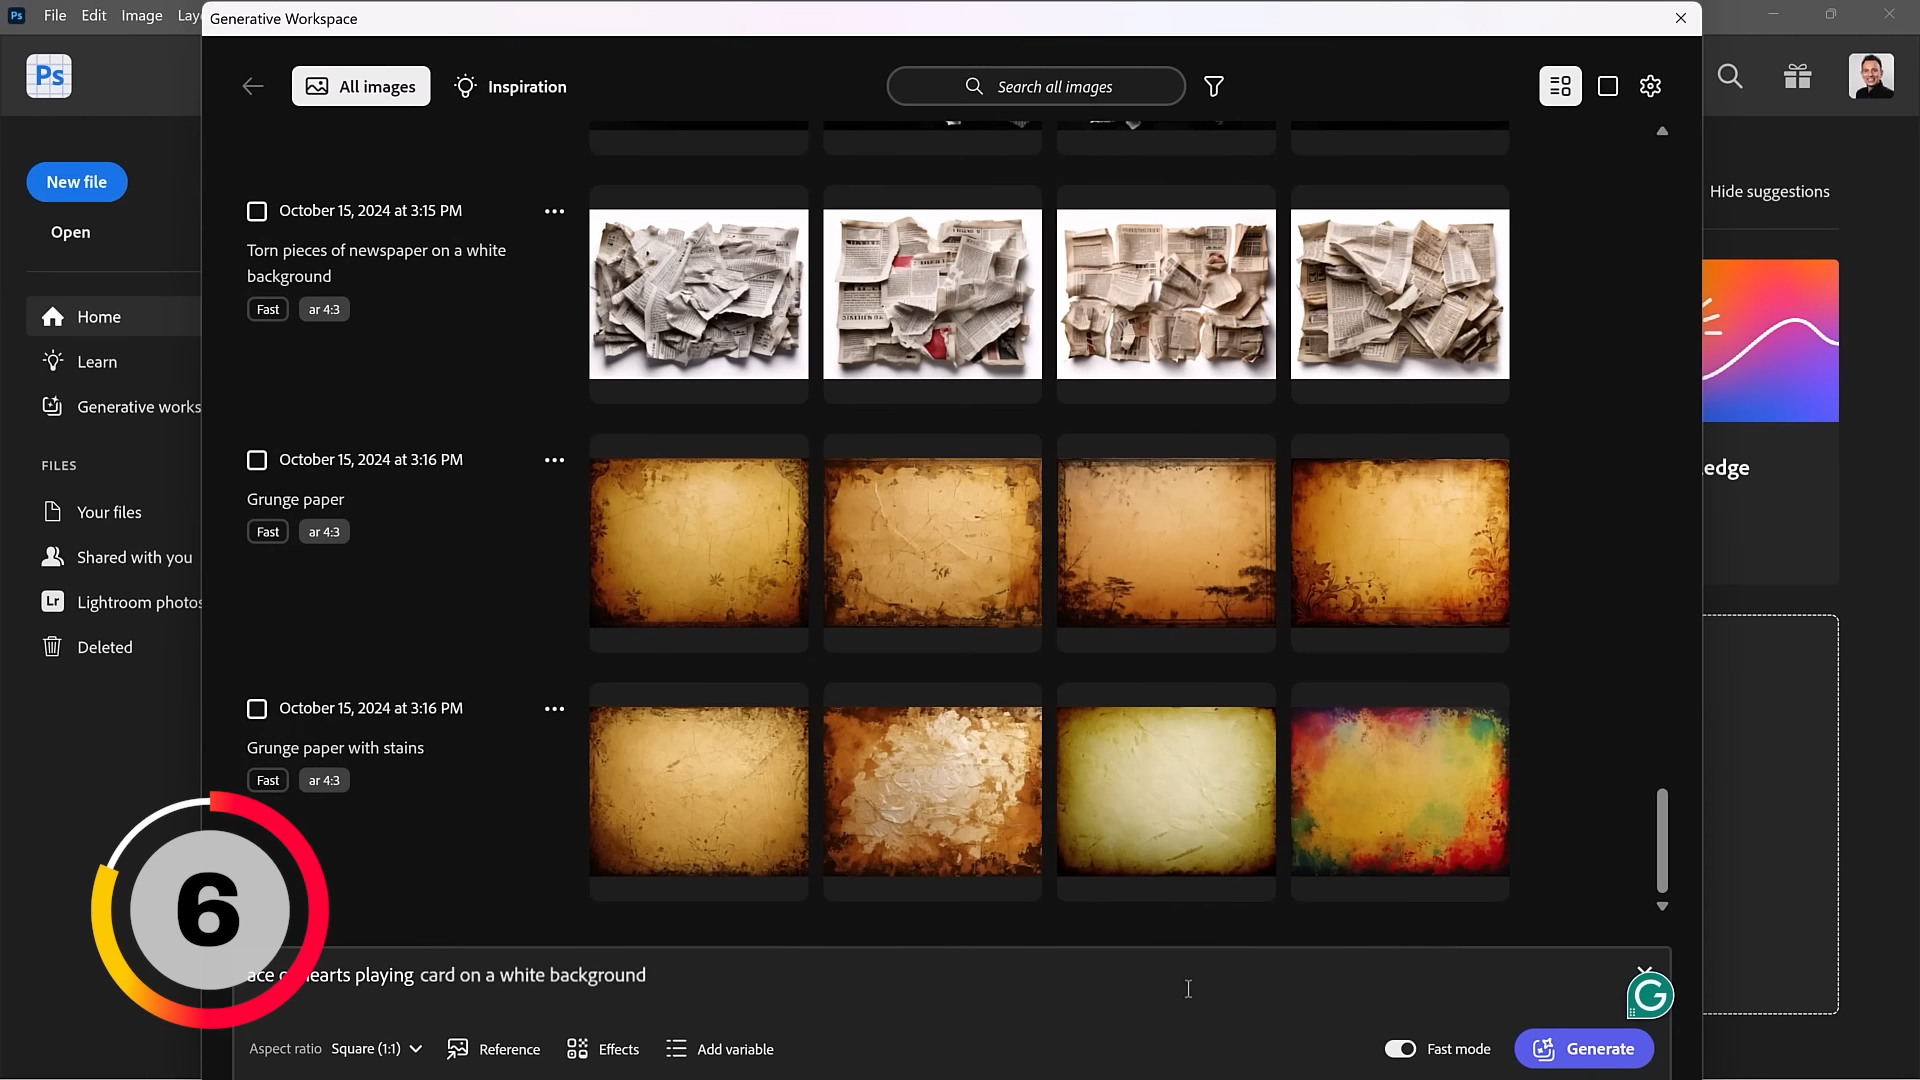 Ps File Edit Image Lay
Generative Workspace
Ps
All images
Inspiration
Search all images
New file
Hide suggestions
October 15, 2024 at 3:15 PM
Open
Torn pieces of newspaper on a white
background
Fast ar 4:3
Home
Learn
Generative works
FILES
October 15, 2024 at 3:16 PM
edge
Grunge paper
Your files
Fast ar 4:3
Shared with you
Lr Lightroom photos
Deleted
October 15, 2024 at 3:16 PM
Grunge paper with stains
Fast ar 4:3
6
ace hearts playing card on a white background
G
Aspect ratio Square (1:1) Reference Effects Add variable Fast mode Generate